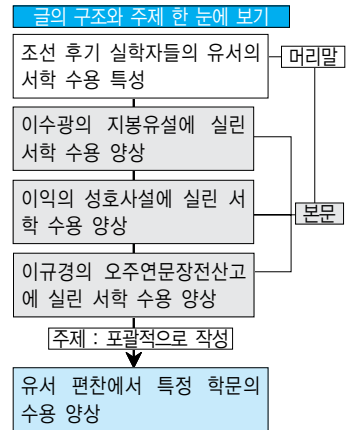 글의 구조와 주제 한 눈에 보기
조선 후기 실학자들의 유서의
서학 수용 특성
머리말
이수광의 지봉유설에 실린
서학 수용 양상
이익의 성호사설에 실린 서
학 수용 양상
본문
이규경의 오주연문장전산고
에 실린 서학 수용 양상
주제 : 포괄적으로 작성
유서 편찬에서 특정 학문의
수용 양상